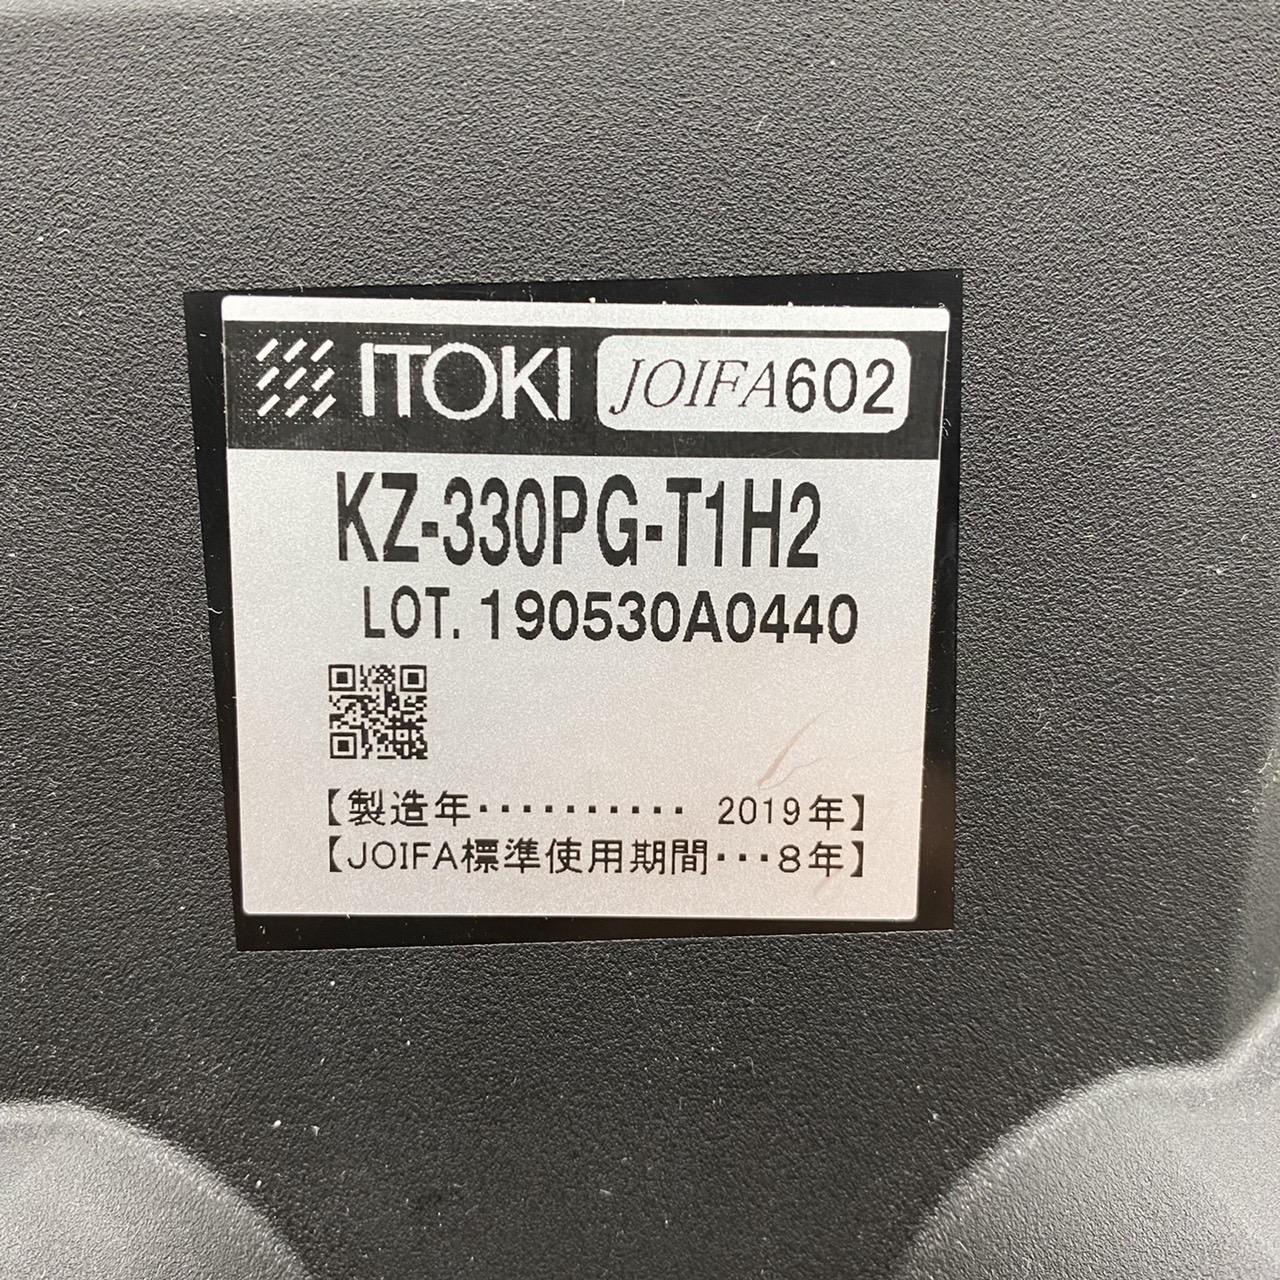 ITOKI JOIFA602
KZ-330PG-T1H2
LOT. 190530A0440
【製造年・・・・・・・・・・ 2019年】
【JOIFA標準使用期間・・・8年】